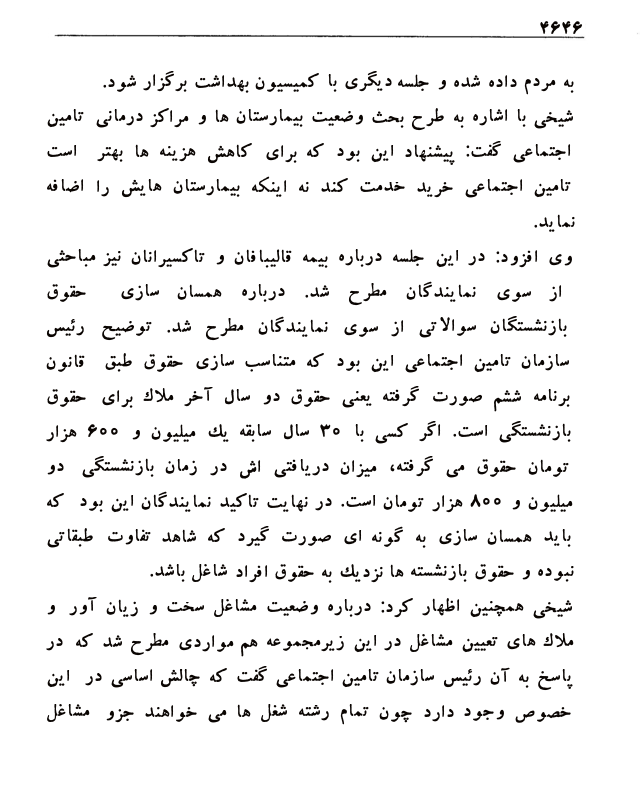 ۴۶۴۶
به مردم داده شده و جلسه دیگری با کمیسیون بهداشت برگزار شود.
شیخی با اشاره به طرح بحث وضعیت بیمارستان ها و مراکز درمانی تامین
اجتماعی گفت: پیشنهاد این بود که برای کاهش هزینه ها بهتر است
تامین اجتماعی خرید خدمت کند نه اینکه بیمارستان هایش را اضافه
نماید.
وی افزود: در این جلسه درباره بیمه قالیبافان و تاکسیرانان نیز مباحثی
از سوی نمایندگان مطرح شد. درباره همسان سازی حقوق
بازنشستگان سوالاتی از سوی نمایندگان مطرح شد. توضیح رئیس
سازمان تامین اجتماعی این بود که متناسب سازی حقوق طبق قانون
برنامه ششم صورت گرفته یعنی حقوق دو سال آخر ملاك برای حقوق
بازنشستگی است. اگر کسی با ۳۰ سال سابقه يك میلیون و ۶۰۰ هزار
تومان حقوق می گرفته، میزان دریافتی اش در زمان بازنشستگی دو
میلیون و ۸۰۰ هزار تومان است. در نهایت تاکید نمایندگان این بود که
باید همسان سازی به گونه ای صورت گیرد که شاهد تفاوت طبقاتی
نبوده و حقوق بازنشسته ها نزديك به حقوق افراد شاغل باشد.
شیخی همچنین اظهار کرد: درباره وضعیت مشاغل سخت و زیان آور و
ملاك های تعیین مشاغل در این زیرمجموعه هم مواردی مطرح شد که در
پاسخ به آن رئیس سازمان تامین اجتماعی گفت که چالش اساسی در این
خصوص وجود دارد چون تمام رشته شغل ها می خواهند جزو مشاغل